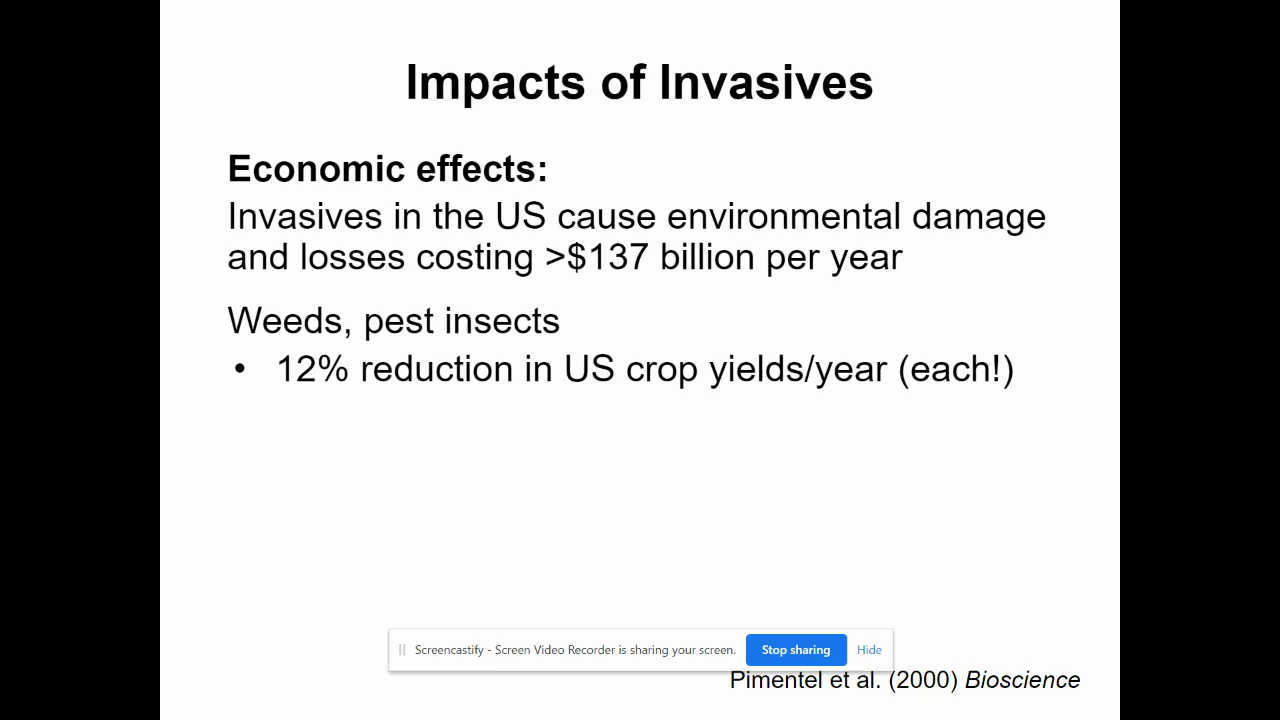 Impacts of Invasives
Economic effects:
Invasives in the US cause environmental damage
and losses costing >$137 billion per year
Weeds, pest insects
• 12% reduction in US crop yields/year (each!)
Screencastify - Screen Video Recorder is sharing your screen. Stop sharing Hide
Pimentel et al. (2000) Bioscience